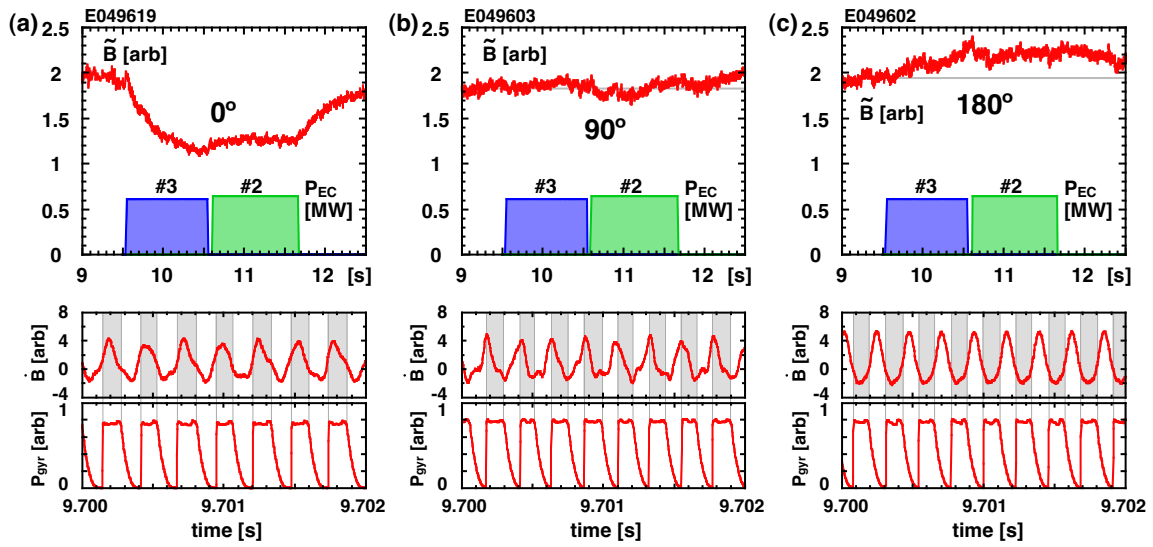 (a) E049619
2.5
2
1.5
1
0.5
0
B̃ [arb]
0°
#3 #2 P_EC
[MW]
9 10 11 12 [s]
8
4
0
-4
Ḃ [arb]
1
0
P_gyr [arb]
9.700 9.701 9.702
time [s]
(b) E049603
2.5
2
1.5
1
0.5
0
B̃ [arb]
90°
#3 #2 P_EC
[MW]
9 10 11 12 [s]
8
4
0
-4
Ḃ [arb]
1
0
P_gyr [arb]
9.700 9.701 9.702
time [s]
(c) E049602
2.5
2
1.5
1
0.5
0
B̃ [arb] 180°
#3 #2 P_EC
[MW]
9 10 11 12 [s]
8
4
0
-4
Ḃ [arb]
1
0
P_gyr [arb]
9.700 9.701 9.702
time [s]